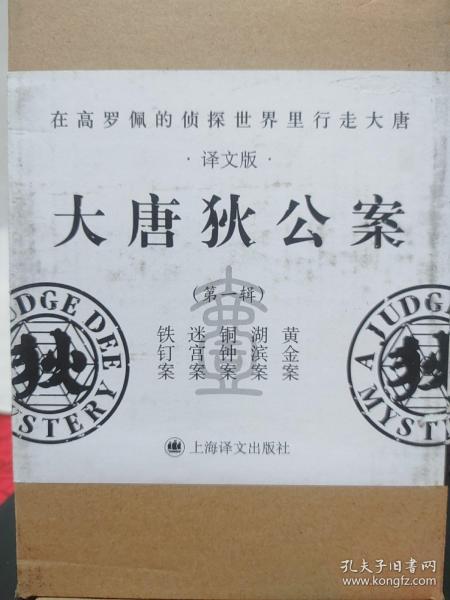 在高罗佩的侦探世界里行走大唐
·译文版·
大唐狄公案
(第一辑)
黄金案
湖滨案
铜钟案
迷宫案
铁钉案
JUDGE DEE
MYSTERY
狄
A JUDGE
MYST
上海译文出版社
孔夫子旧书网
www.kongfz.com